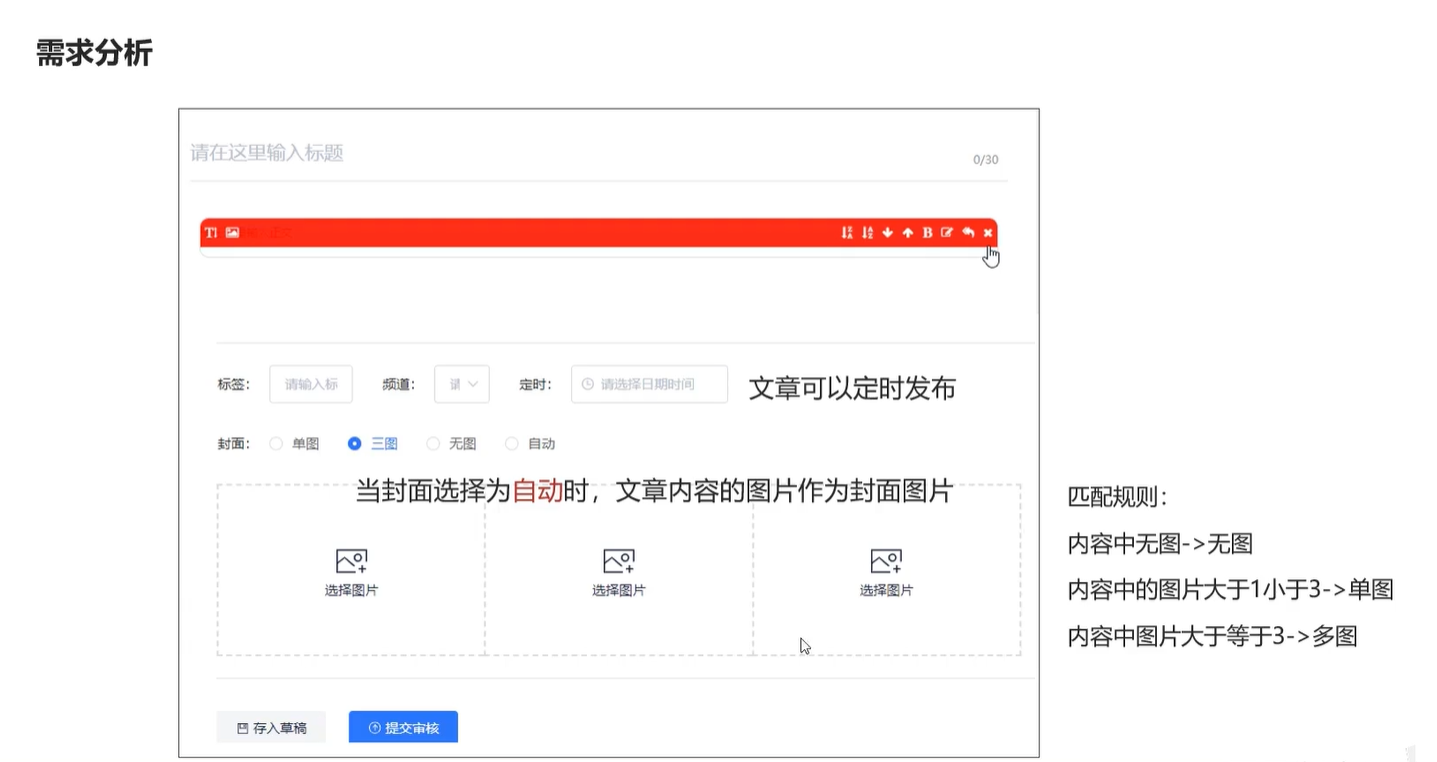 需求分析
请在这里输入标题
0/30
标签：
请输入标
频道：
定时：
请选择日期时间
文章可以定时发布
封面：
单图
三图
无图
自动
当封面选择为自动时，文章内容的图片作为封面图片
选择图片
选择图片
选择图片
匹配规则：
内容中无图->无图
内容中的图片大于1小于3->单图
内容中图片大于等于3->多图
存入草稿
提交审核